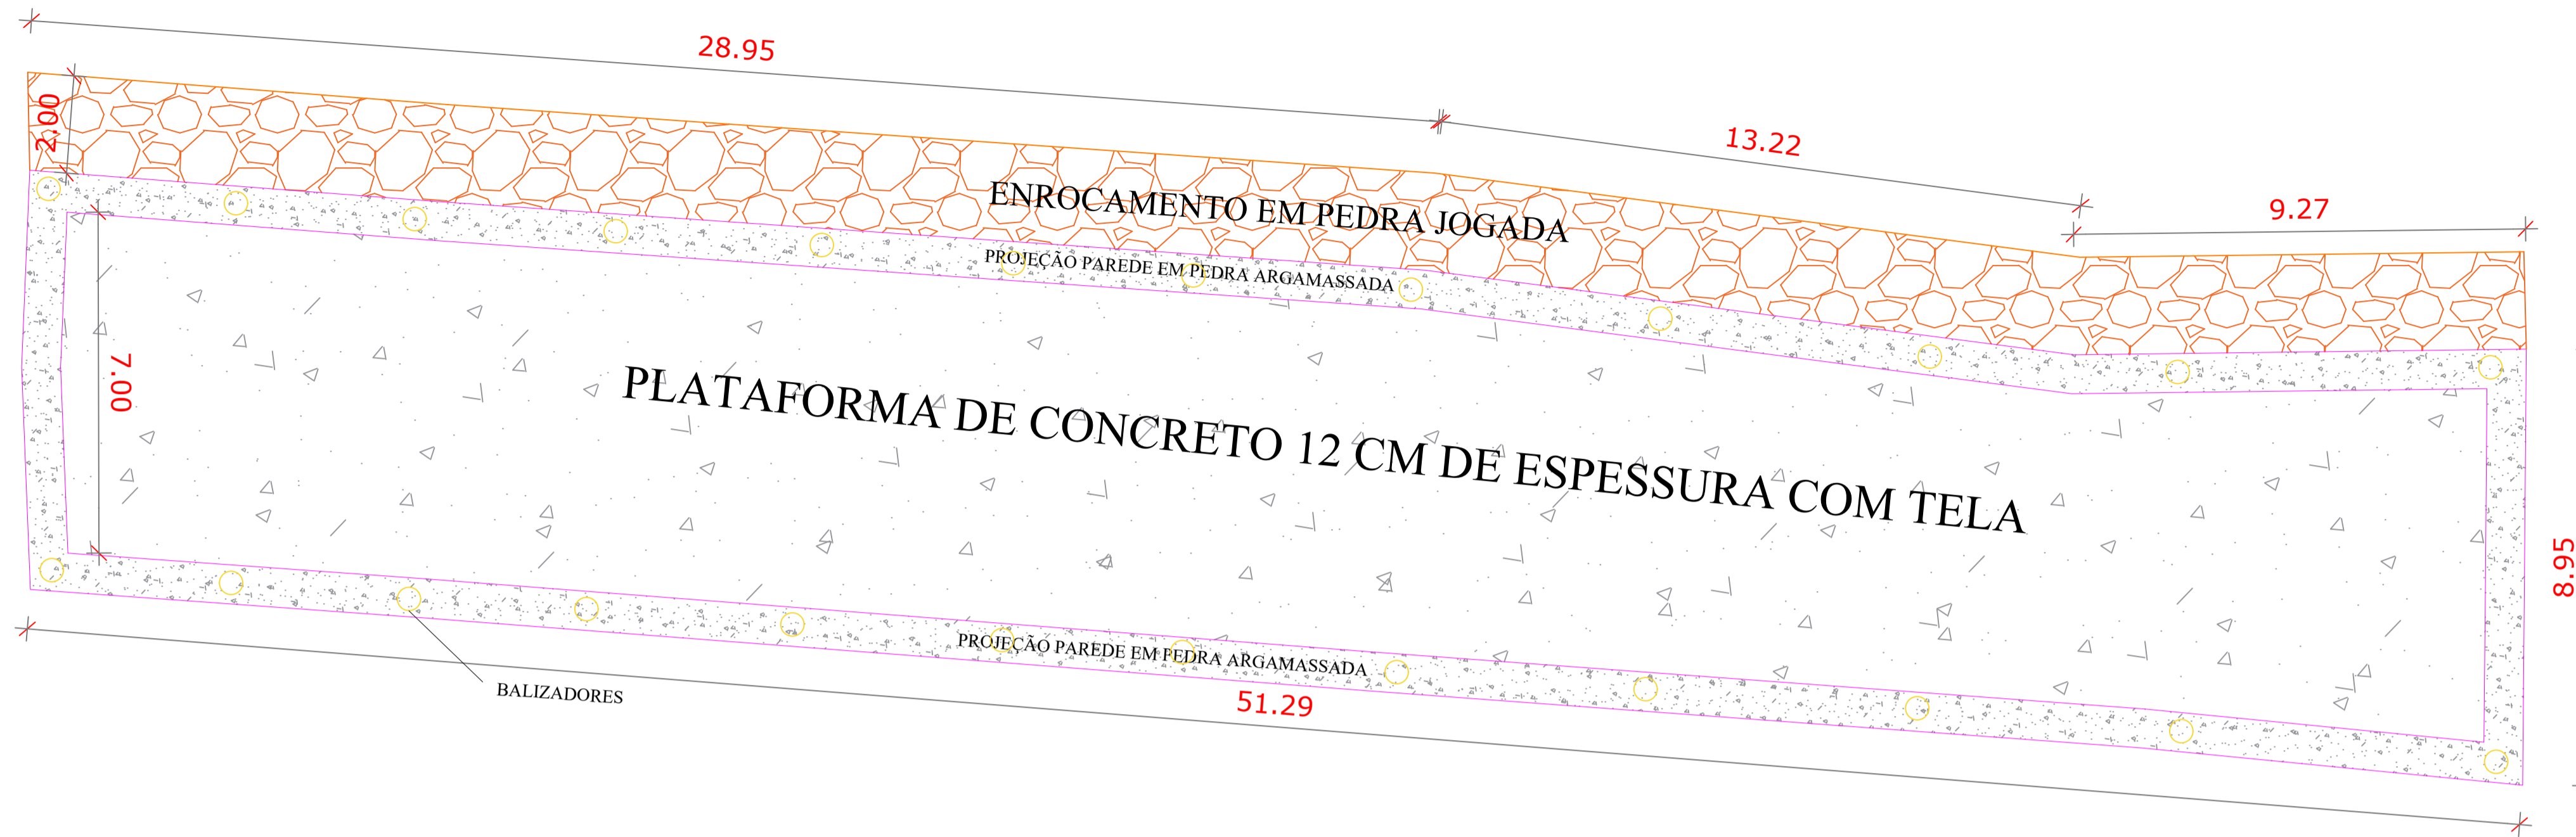 28.95
13.22
9.27
2.00
ENROCAMENTO EM PEDRA JOGADA
PROJEÇÃO PAREDE EM PEDRA ARGAMASSADA
7.00
PLATAFORMA DE CONCRETO 12 CM DE ESPESSURA COM TELA
8.95
PROJEÇÃO PAREDE EM PEDRA ARGAMASSADA
BALIZADORES
51.29